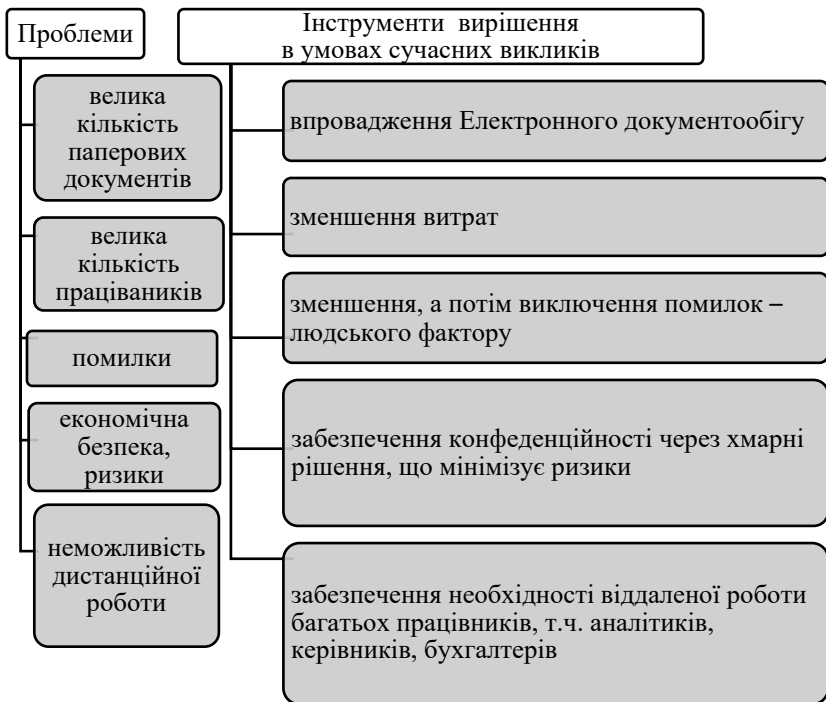 Проблеми
Інструменти вирішення
в умовах сучасних викликів
велика
кількість
паперових
документів
впровадження Електронного документообігу
велика
кількість
праціваників
зменшення витрат
помилки
зменшення, а потім виключення помилок –
людського фактору
економічна
безпека,
ризики
забезпечення конфеденційності через хмарні
рішення, що мінімізує ризики
неможливість
дистанційної
роботи
забезпечення необхідності віддаленої роботи
багатьох працівників, т.ч. аналітиків,
керівників, бухгалтерів